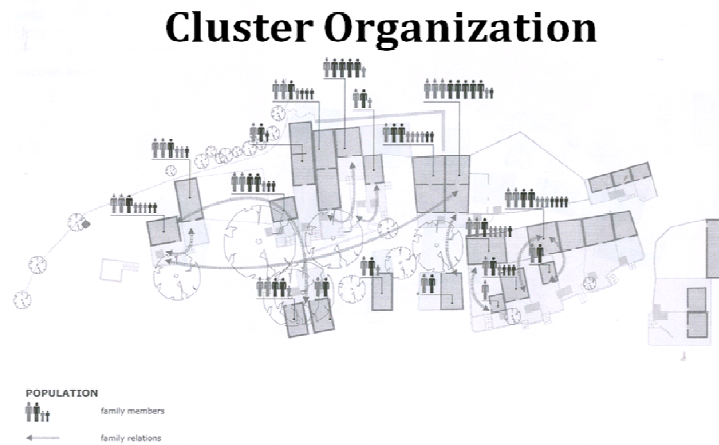 Cluster Organization
POPULATION
family members
family relations